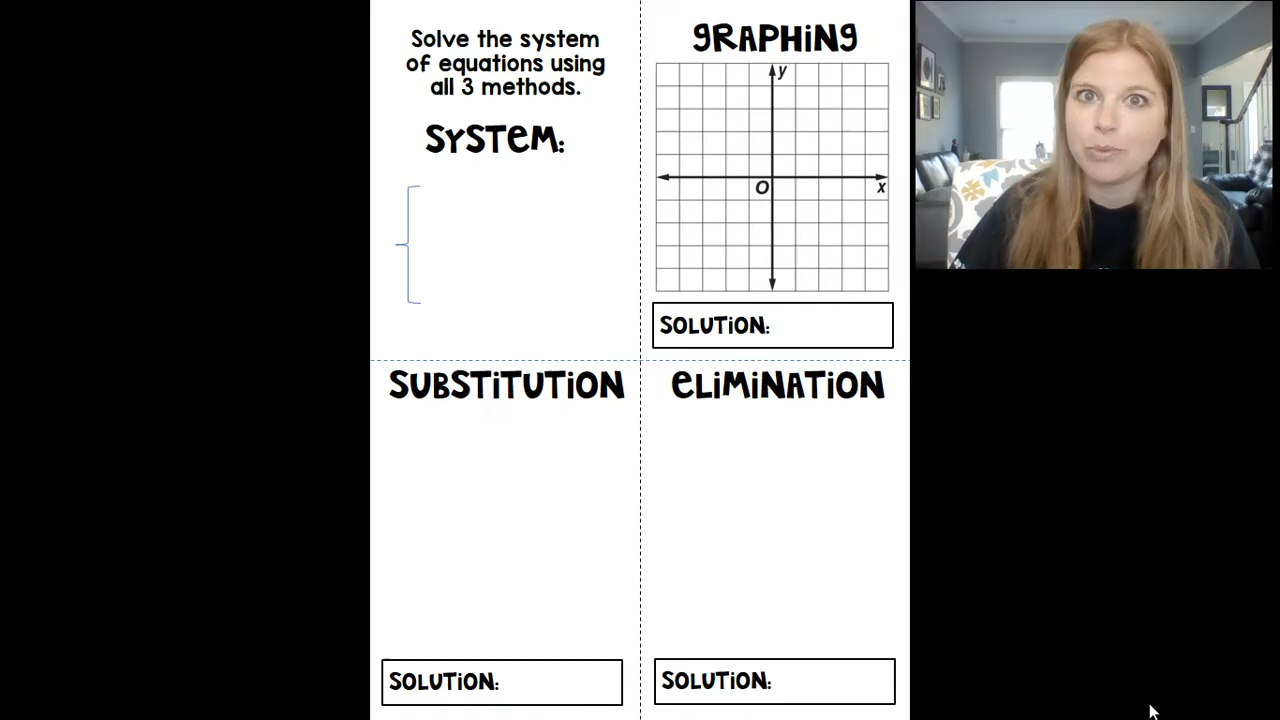 Solve the system
of equations using
all 3 methods.
SYSTEM:
GRAPHING
y
O
x
SOLUTION:
SUBSTITUTION
SOLUTION:
ELIMINATION
SOLUTION: